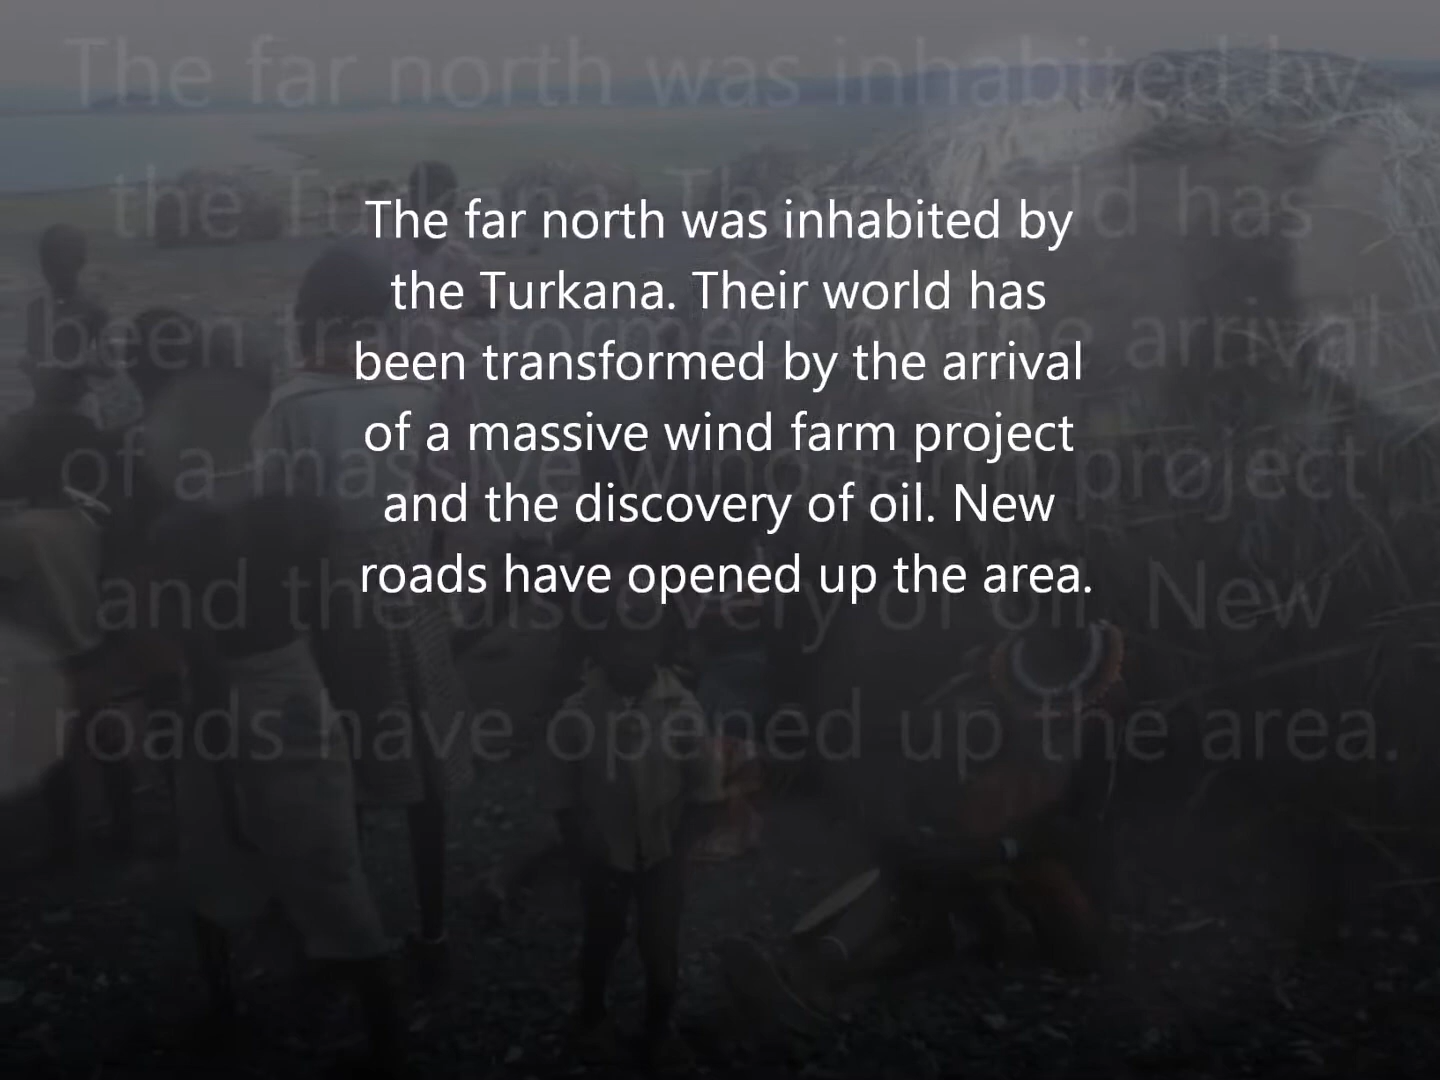 The far north was inhabited by
the Turkana. Their world has
been transformed by the arrival
of a massive wind farm project
and the discovery of oil. New
roads have opened up the area.